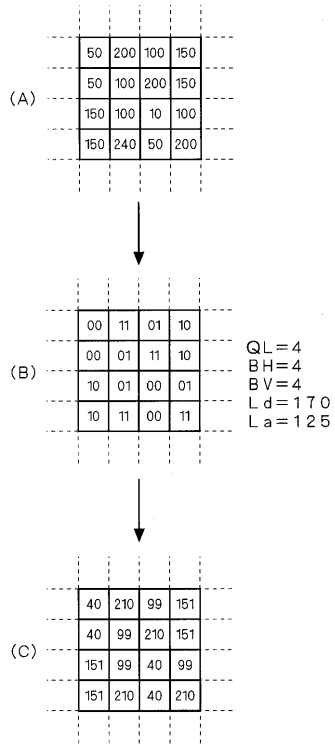 50 200 100 150
50 100 200 150
(A)
150 100 10 100
150 240 50 200
00 11 01 10
00 01 11 10
(B)
10 01 00 01
10 11 00 11
QL=4
BH=4
BV=4
Ld=170
La=125
40 210 99 151
40 99 210 151
(C)
151 99 40 99
151 210 40 210